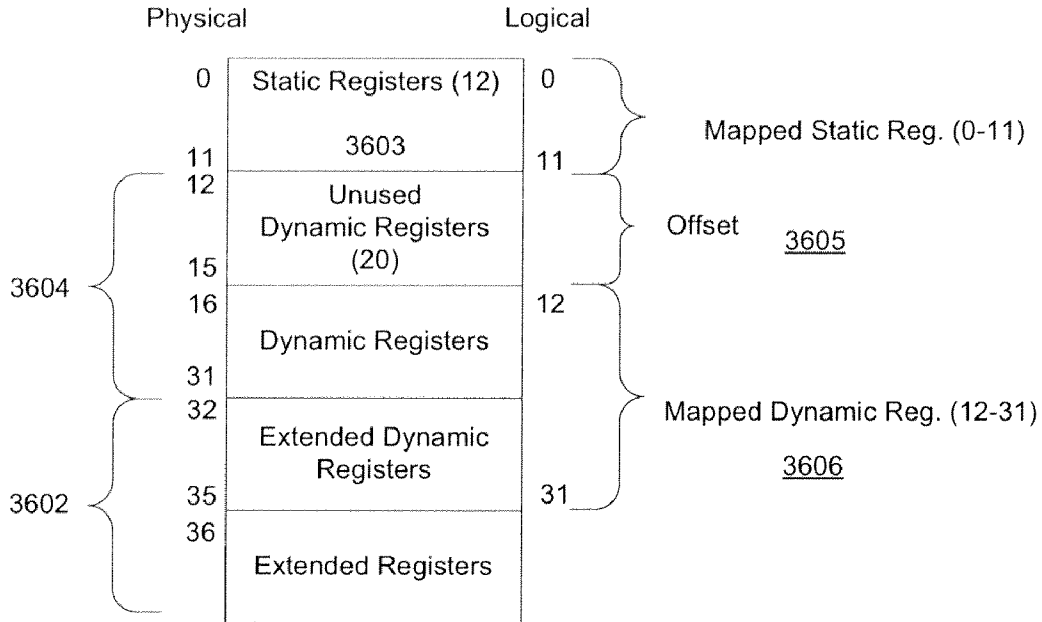 Physical Logical
0 Static Registers (12) 0
Mapped Static Reg. (0-11)
3603
11 11
12 Unused
Dynamic Registers Offset 3605
(20)
15
3604
16 12
Dynamic Registers
31
32 Mapped Dynamic Reg. (12-31)
Extended Dynamic
Registers 3606
3602
35 31
36
Extended Registers